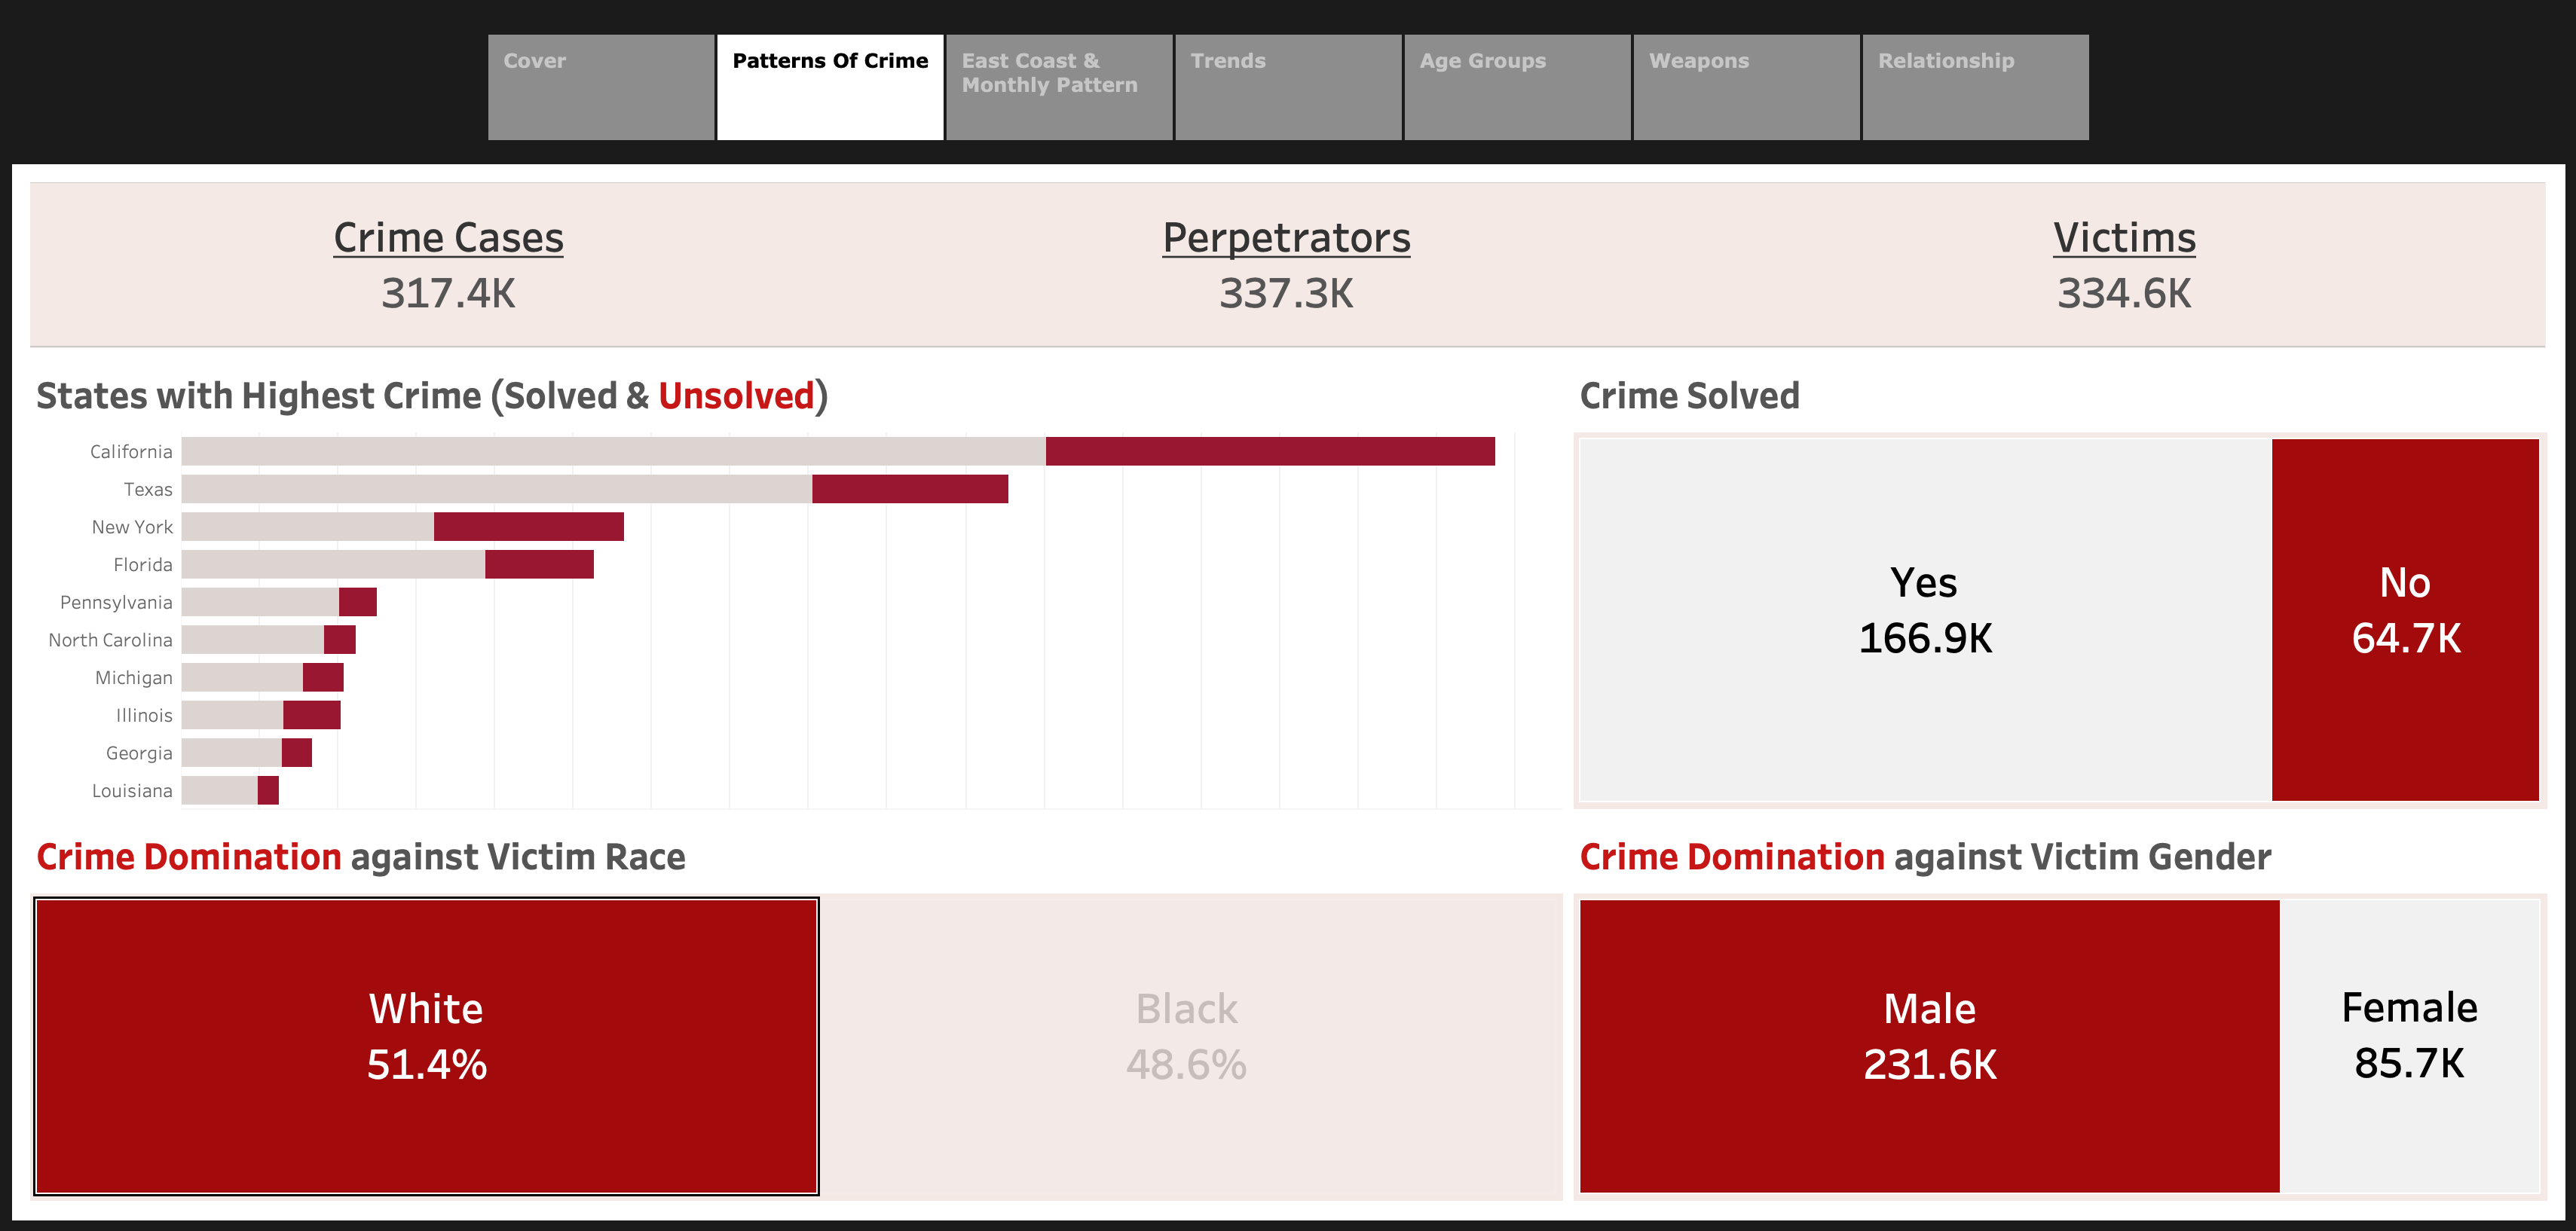 Cover
Patterns Of Crime
East Coast &
Monthly Pattern
Trends
Age Groups
Weapons
Relationship
Crime Cases
317.4K
Perpetrators
337.3K
Victims
334.6K
States with Highest Crime (Solved & Unsolved)
California
Texas
New York
Florida
Pennsylvania
North Carolina
Michigan
Illinois
Georgia
Louisiana
Crime Solved
Yes
166.9K
No
64.7K
Crime Domination against Victim Race
White
51.4%
Black
48.6%
Crime Domination against Victim Gender
Male
231.6K
Female
85.7K